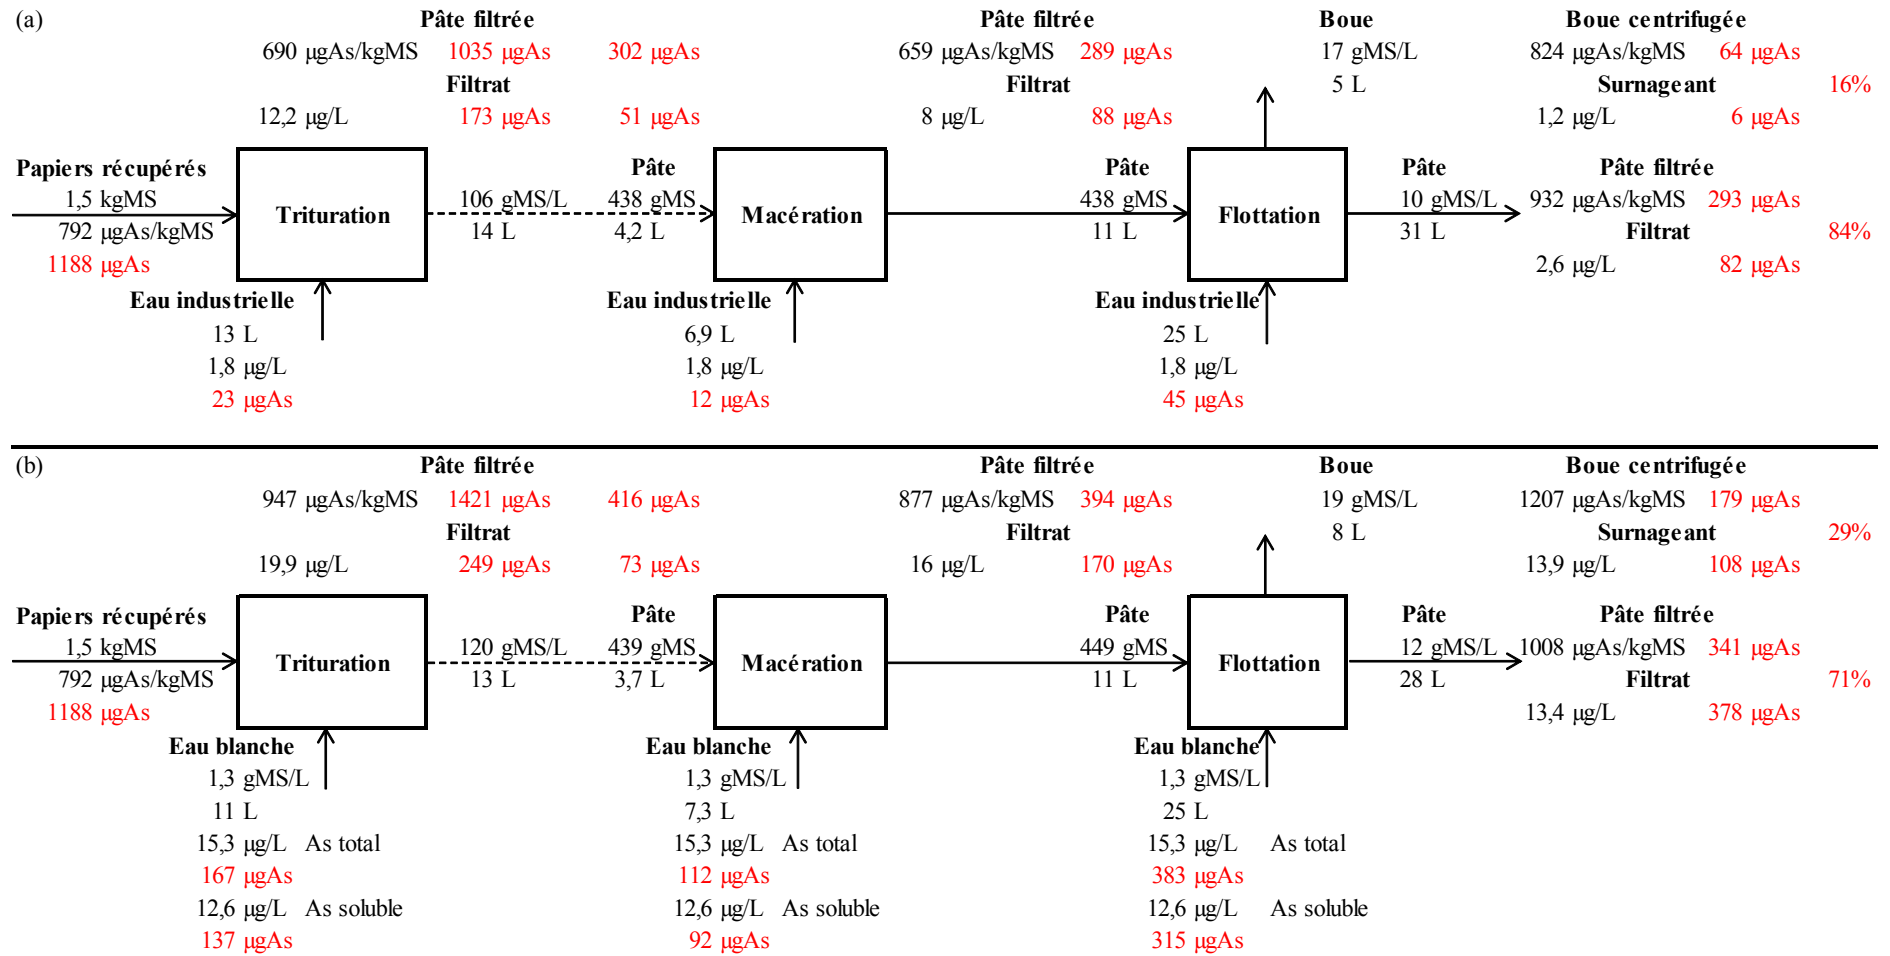 (a)
Pâte filtrée Pâte filtrée Boue Boue centrifugée
690 µgAs/kgMS 1035 µgAs 302 µgAs 659 µgAs/kgMS 289 µgAs 17 gMS/L 824 µgAs/kgMS 64 µgAs
Filtrat Filtrat 5 L Surnageant 16%
12,2 µg/L 173 µgAs 51 µgAs 8 µg/L 88 µgAs 1,2 µg/L 6 µgAs
Papiers récupérés Pâte Pâte Pâte Pâte filtrée
1,5 kgMS 106 gMS/L 438 gMS 438 gMS 10 gMS/L 932 µgAs/kgMS 293 µgAs
Trituration Macération Flottation
792 µgAs/kgMS 14 L 4,2 L 11 L 31 L Filtrat 84%
1188 µgAs 2,6 µg/L 82 µgAs
Eau industrielle Eau industrielle Eau industrielle
13 L 6,9 L 25 L
1,8 µg/L 1,8 µg/L 1,8 µg/L
23 µgAs 12 µgAs 45 µgAs
(b)
Pâte filtrée Pâte filtrée Boue Boue centrifugée
947 µgAs/kgMS 1421 µgAs 416 µgAs 877 µgAs/kgMS 394 µgAs 19 gMS/L 1207 µgAs/kgMS 179 µgAs
Filtrat Filtrat 8 L Surnageant 29%
19,9 µg/L 249 µgAs 73 µgAs 16 µg/L 170 µgAs 13,9 µg/L 108 µgAs
Papiers récupérés Pâte Pâte Pâte Pâte filtrée
1,5 kgMS 120 gMS/L 439 gMS 449 gMS 12 gMS/L 1008 µgAs/kgMS 341 µgAs
Trituration Macération Flottation
792 µgAs/kgMS 13 L 3,7 L 11 L 28 L Filtrat 71%
1188 µgAs 13,4 µg/L 378 µgAs
Eau blanche Eau blanche Eau blanche
1,3 gMS/L 1,3 gMS/L 1,3 gMS/L
11 L 7,3 L 25 L
15,3 µg/L As total 15,3 µg/L As total 15,3 µg/L As total
167 µgAs 112 µgAs 383 µgAs
12,6 µg/L As soluble 12,6 µg/L As soluble 12,6 µg/L As soluble
137 µgAs 92 µgAs 315 µgAs